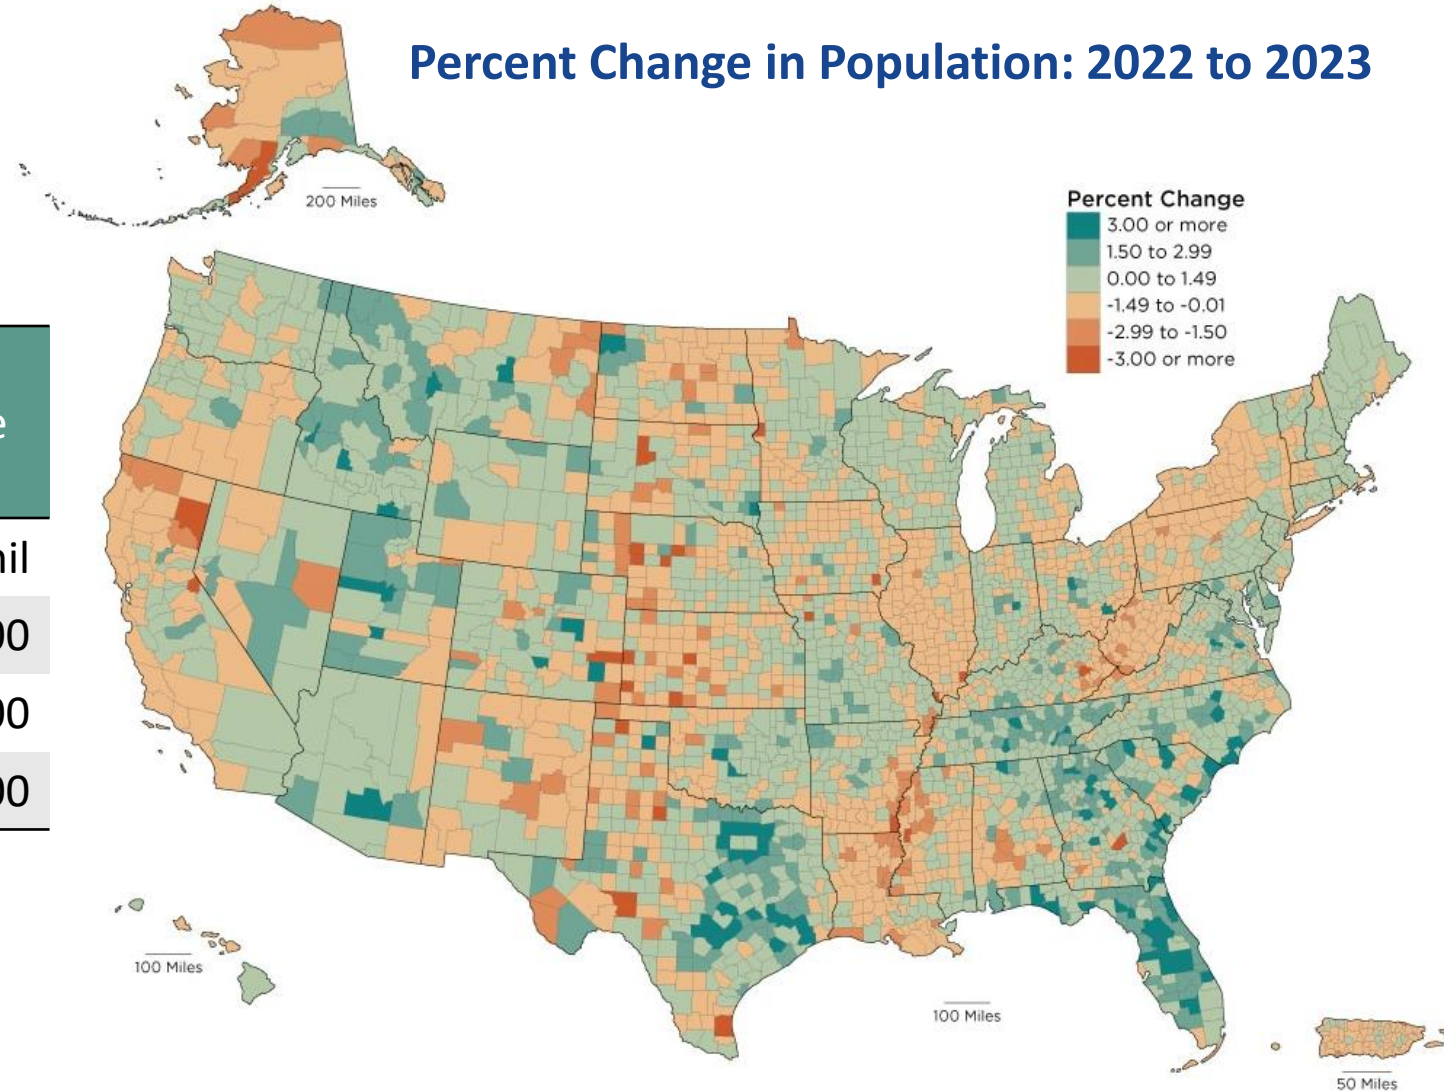 Percent Change in Population: 2022 to 2023
200 Miles
Percent Change
3.00 or more
1.50 to 2.99
0.00 to 1.49
-1.49 to -0.01
-2.99 to -1.50
-3.00 or more
100 Miles
100 Miles
50 Miles